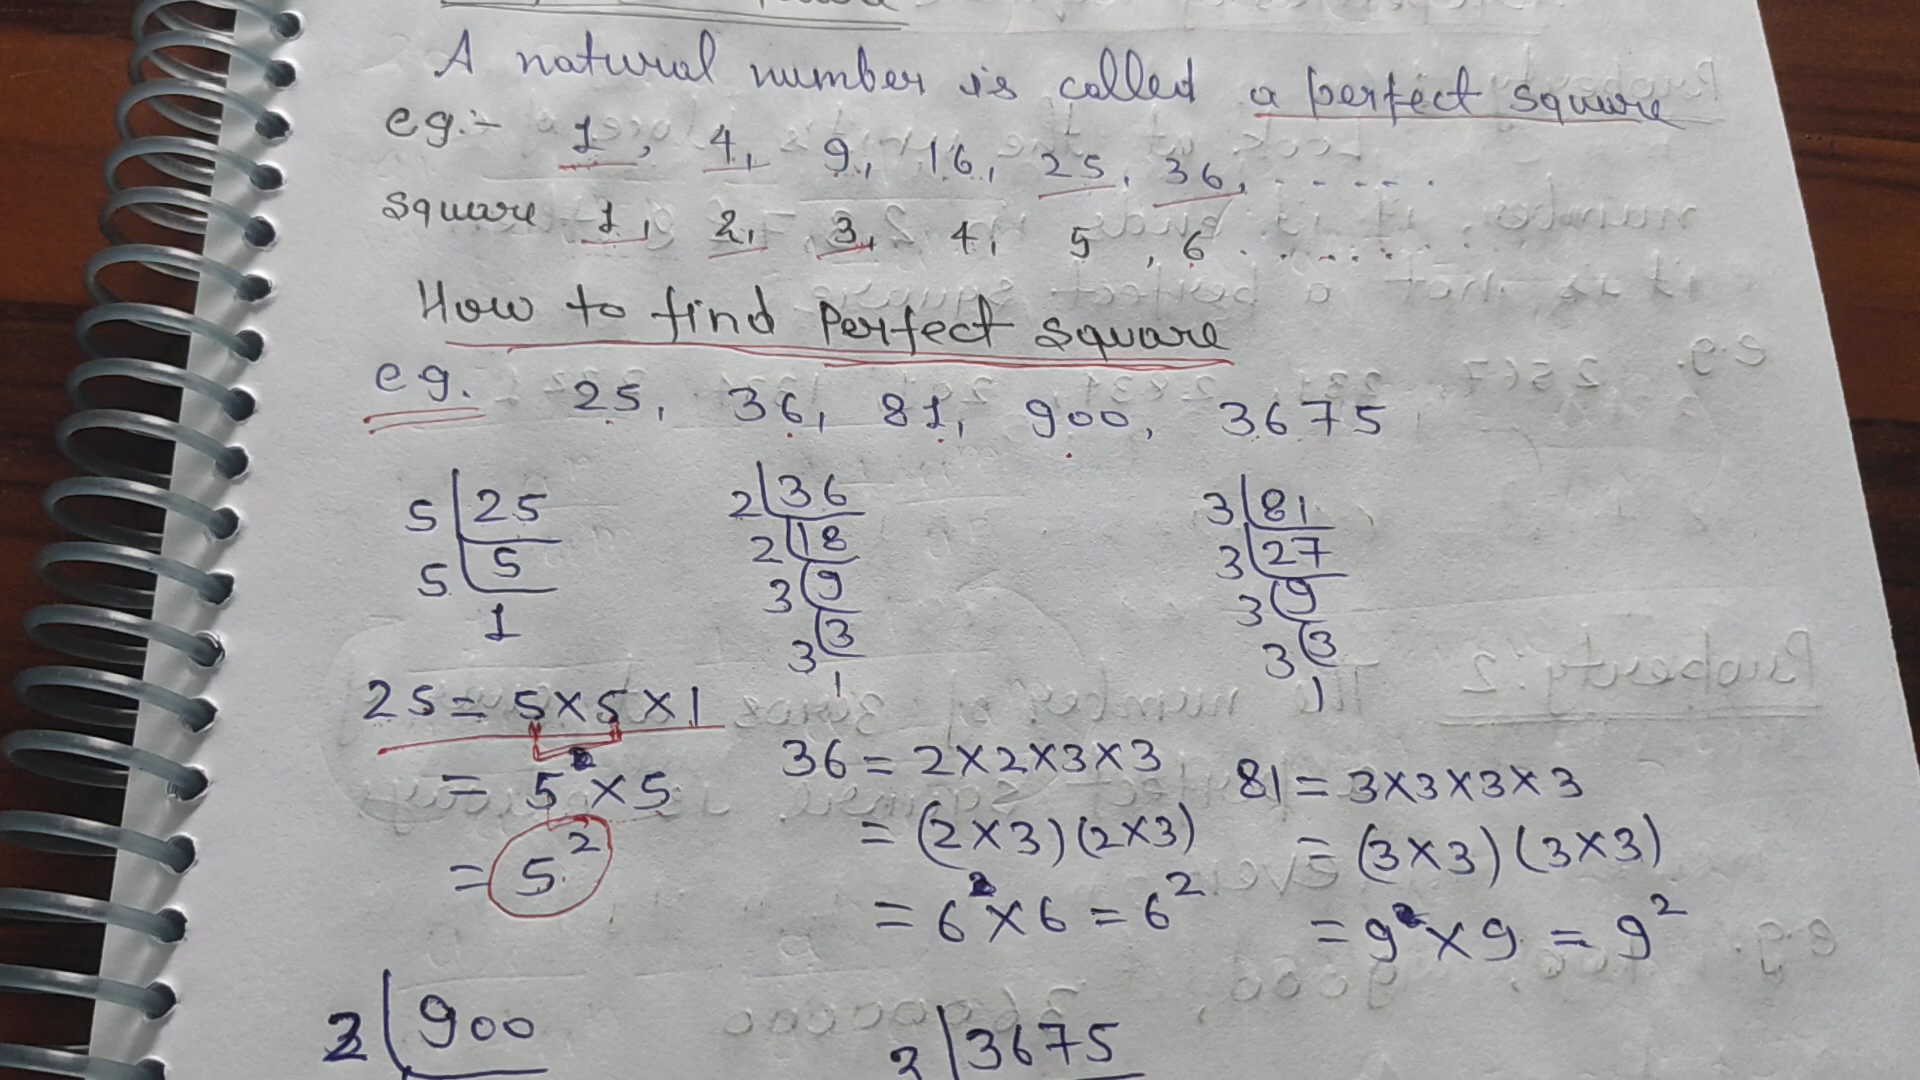 A natural number is called a perfect square
eg:- 1, 4, 9, 16, 25, 36, ......
square 1, 2, 3, 4, 5, 6 ......
How to find Perfect square
eg. 25, 36, 81, 900, 3675
5 | 25
5 | 5
1
2 | 36
2 | 18
3 | 9
3 | 3
1
3 | 81
3 | 27
3 | 9
3 | 3
1
25 = 5×5×1
= 5² ×5
= 5²
36 = 2×2×3×3
= (2×3)(2×3)
= 6² ×6 = 6²
81 = 3×3×3×3
= (3×3)(3×3)
= 9² ×9 = 9²
2 | 900
| 3675